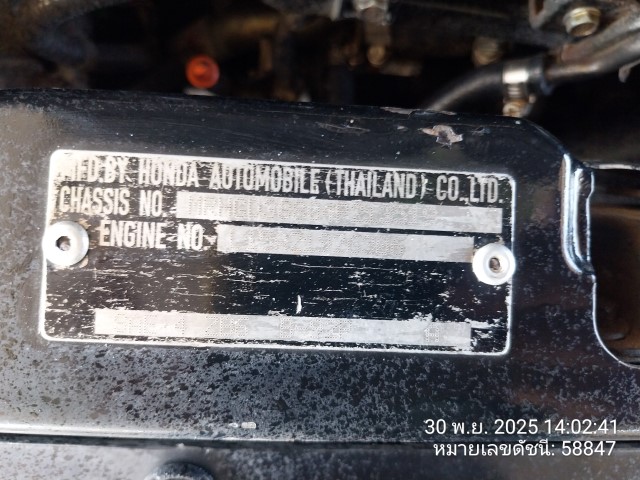 MFD.BY HONDA AUTOMOBILE (THAILAND) CO.,LTD.
CHASSIS NO.
ENGINE NO.
30 พ.ย. 2025 14:02:41
หมายเลขดัชนี: 58847